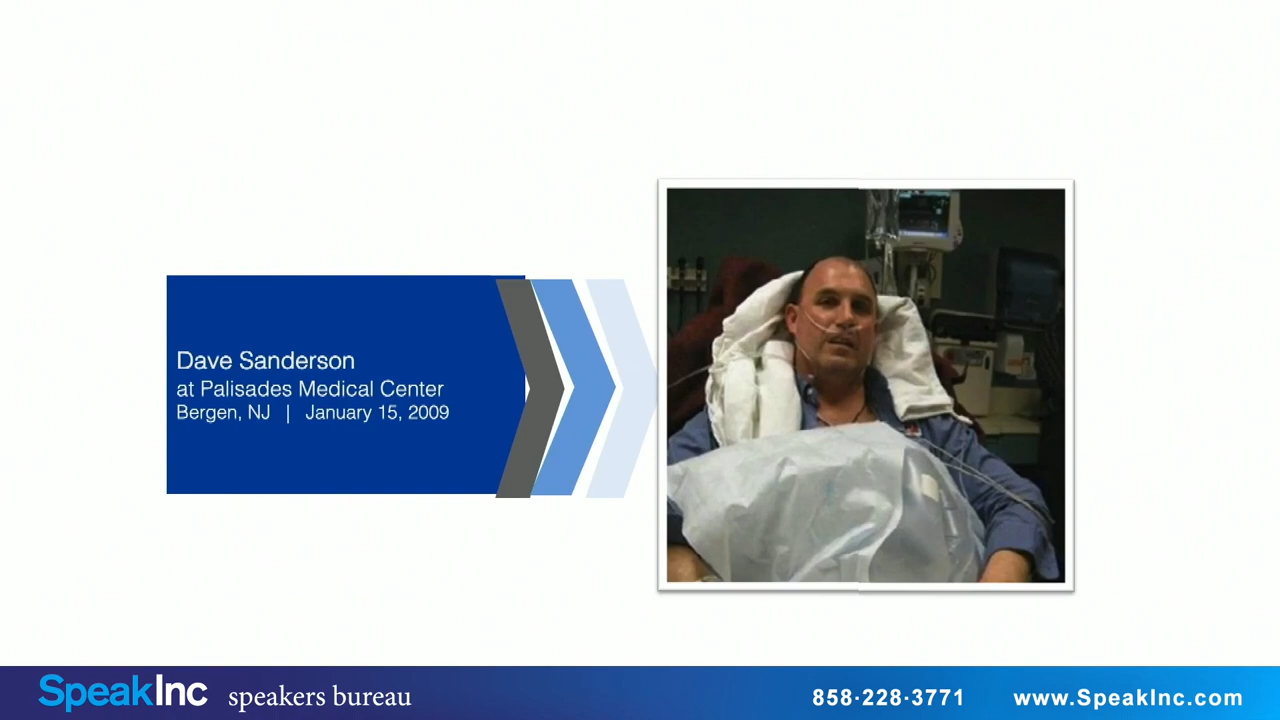 Dave Sanderson
at Palisades Medical Center
Bergen, NJ | January 15, 2009
SpeakInc speakers bureau
858·228·3771
www.SpeakInc.com